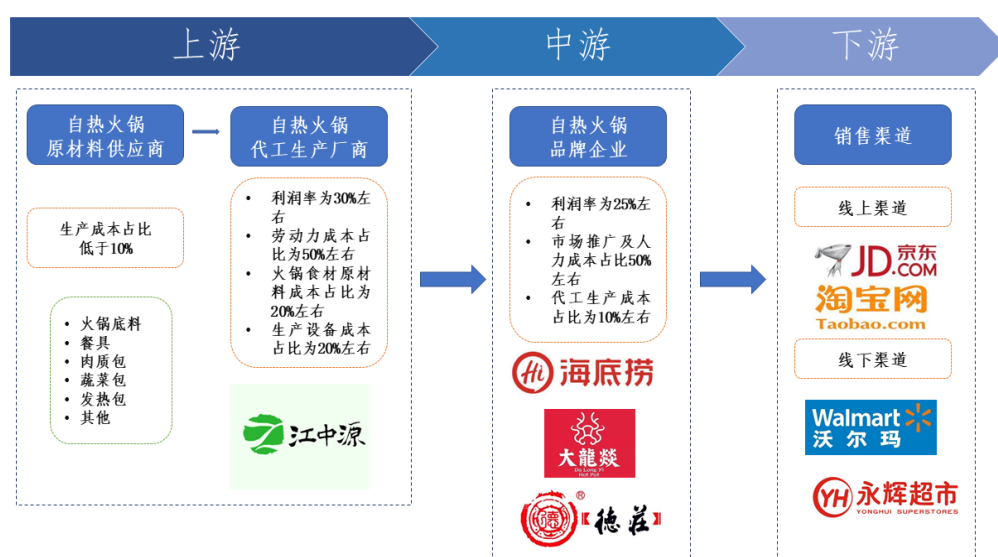 上游
中游
下游
自热火锅
原材料供应商
自热火锅
代工生产厂商
生产成本占比
低于10%
• 火锅底料
• 餐具
• 肉质包
• 蔬菜包
• 发热包
• 其他
• 利润率为30%左
右
• 劳动力成本占
比为50%左右
• 火锅食材原材
料成本占比为
20%左右
• 生产设备成本
占比为20%左右
江中源
自热火锅
品牌企业
• 利润率为25%左
右
• 市场推广及人
力成本占比50%
左右
• 代工生产成本
占比为10%左右
Hi 海底捞
大龍燚
Da Long Yi
Hot Pot
德 ® 德莊
销售渠道
线上渠道
JD 京东
.COM
淘宝网
Taobao.com
线下渠道
Walmart
沃尔玛
YH 永辉超市
YONGHUI SUPERSTORES